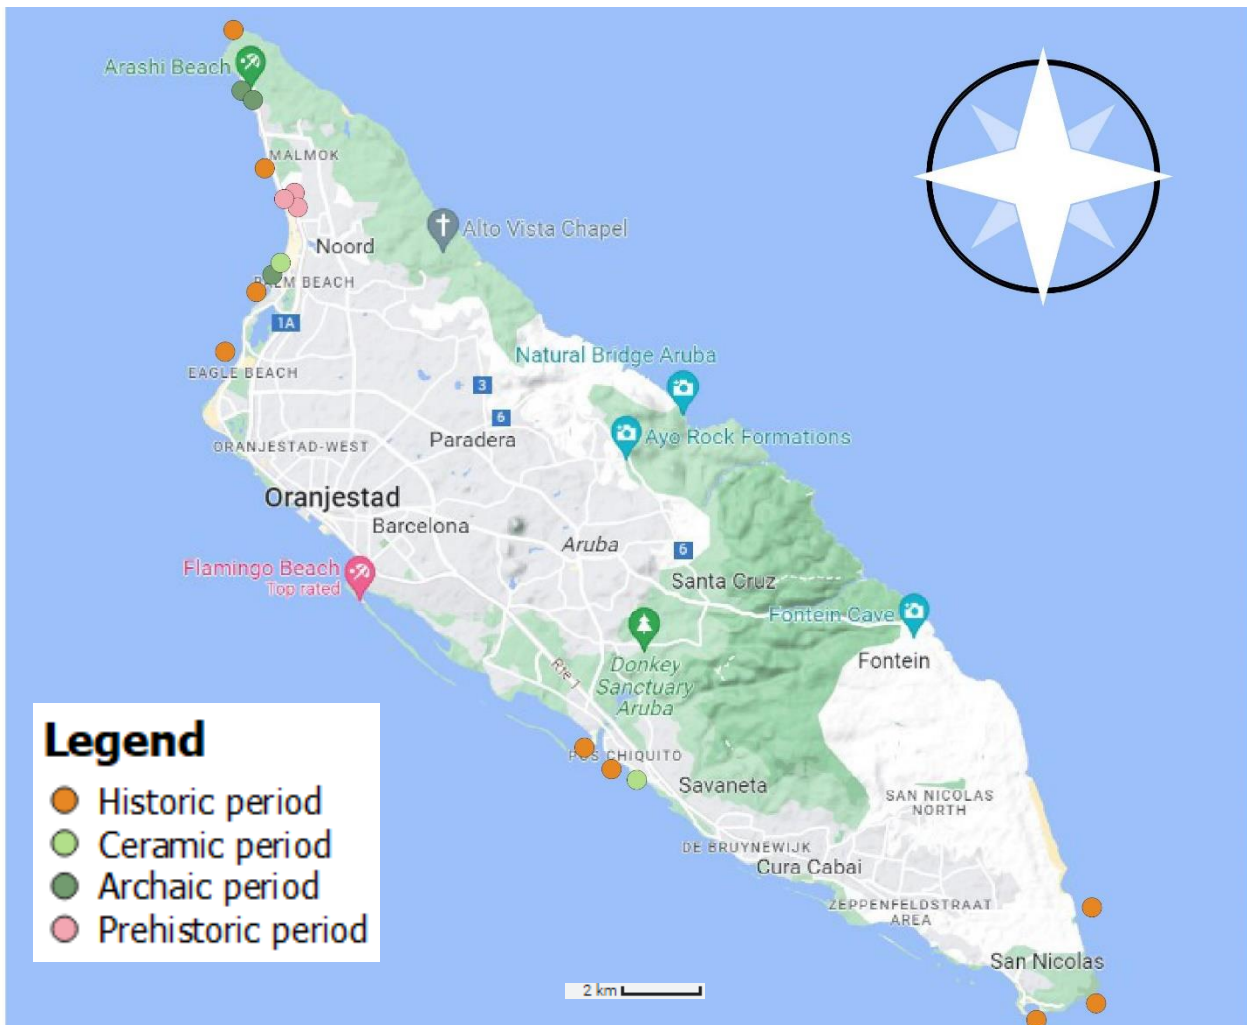 Arashi Beach
MALMOK
Alto Vista Chapel
Noord
PALM BEACH
1A
Natural Bridge Aruba
EAGLE BEACH
3
6
Paradera
Ayo Rock Formations
ORANJESTAD-WEST
Oranjestad
Barcelona
Aruba
6
Flamingo Beach
Top rated
Santa Cruz
Fontein Cave
Fontein
Donkey
Sanctuary
Aruba
Rte 1
POS CHIQUITO
Savaneta
SAN NICOLAS
NORTH
DE BRUYNEWIJK
Cura Cabai
ZEPPENFELDSTRAAT
AREA
San Nicolas
2 km
Legend
Historic period
Ceramic period
Archaic period
Prehistoric period